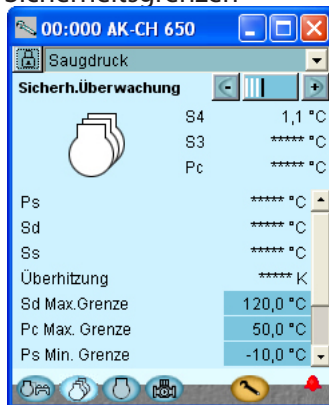 00:000 AK-CH 650
Saugdruck
Sicherh.Überwachung
S4 1,1 °C
S3 ***** °C
Pc ***** °C
Ps ***** °C
Sd ***** °C
Ss ***** °C
Überhitzung ***** K
Sd Max.Grenze 120,0 °C
Pc Max. Grenze 50,0 °C
Ps Min. Grenze -10,0 °C